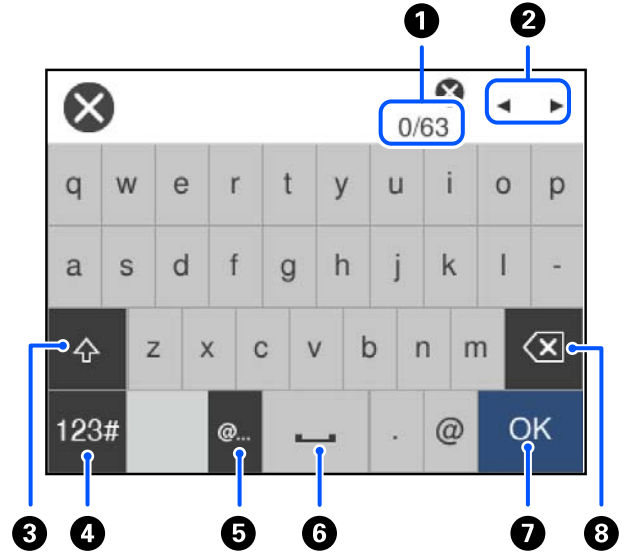 1 2
0/63
q w e r t y u i o p
a s d f g h j k l -
z x c v b n m
123# @... . @ OK
3 4 5 6 7 8